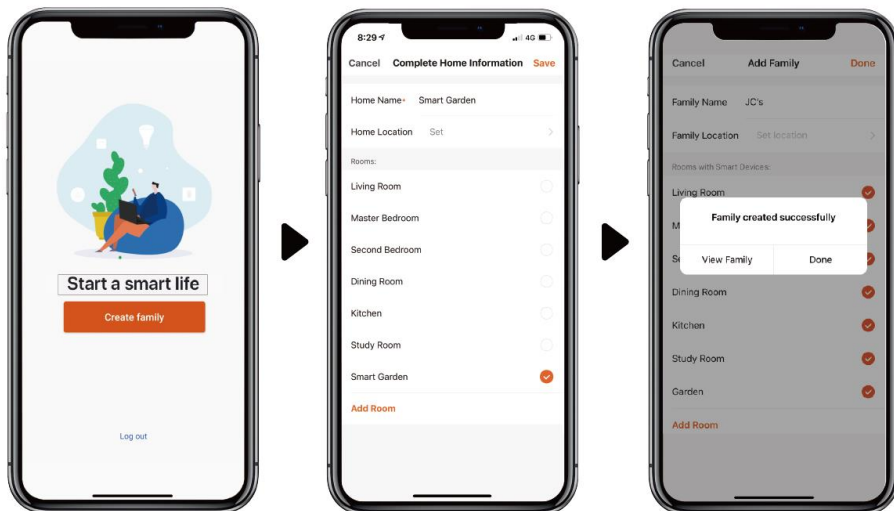 Start a smart life
Create family
Log out
8:29
4G
Cancel Complete Home Information Save
Home Name* Smart Garden
Home Location Set
Rooms:
Living Room
Master Bedroom
Second Bedroom
Dining Room
Kitchen
Study Room
Smart Garden
Add Room
Cancel Add Family Done
Family Name JC's
Family Location Set location
Rooms with Smart Devices:
Living Room
M
Family created successfully
Se
View Family Done
Dining Room
Kitchen
Study Room
Garden
Add Room